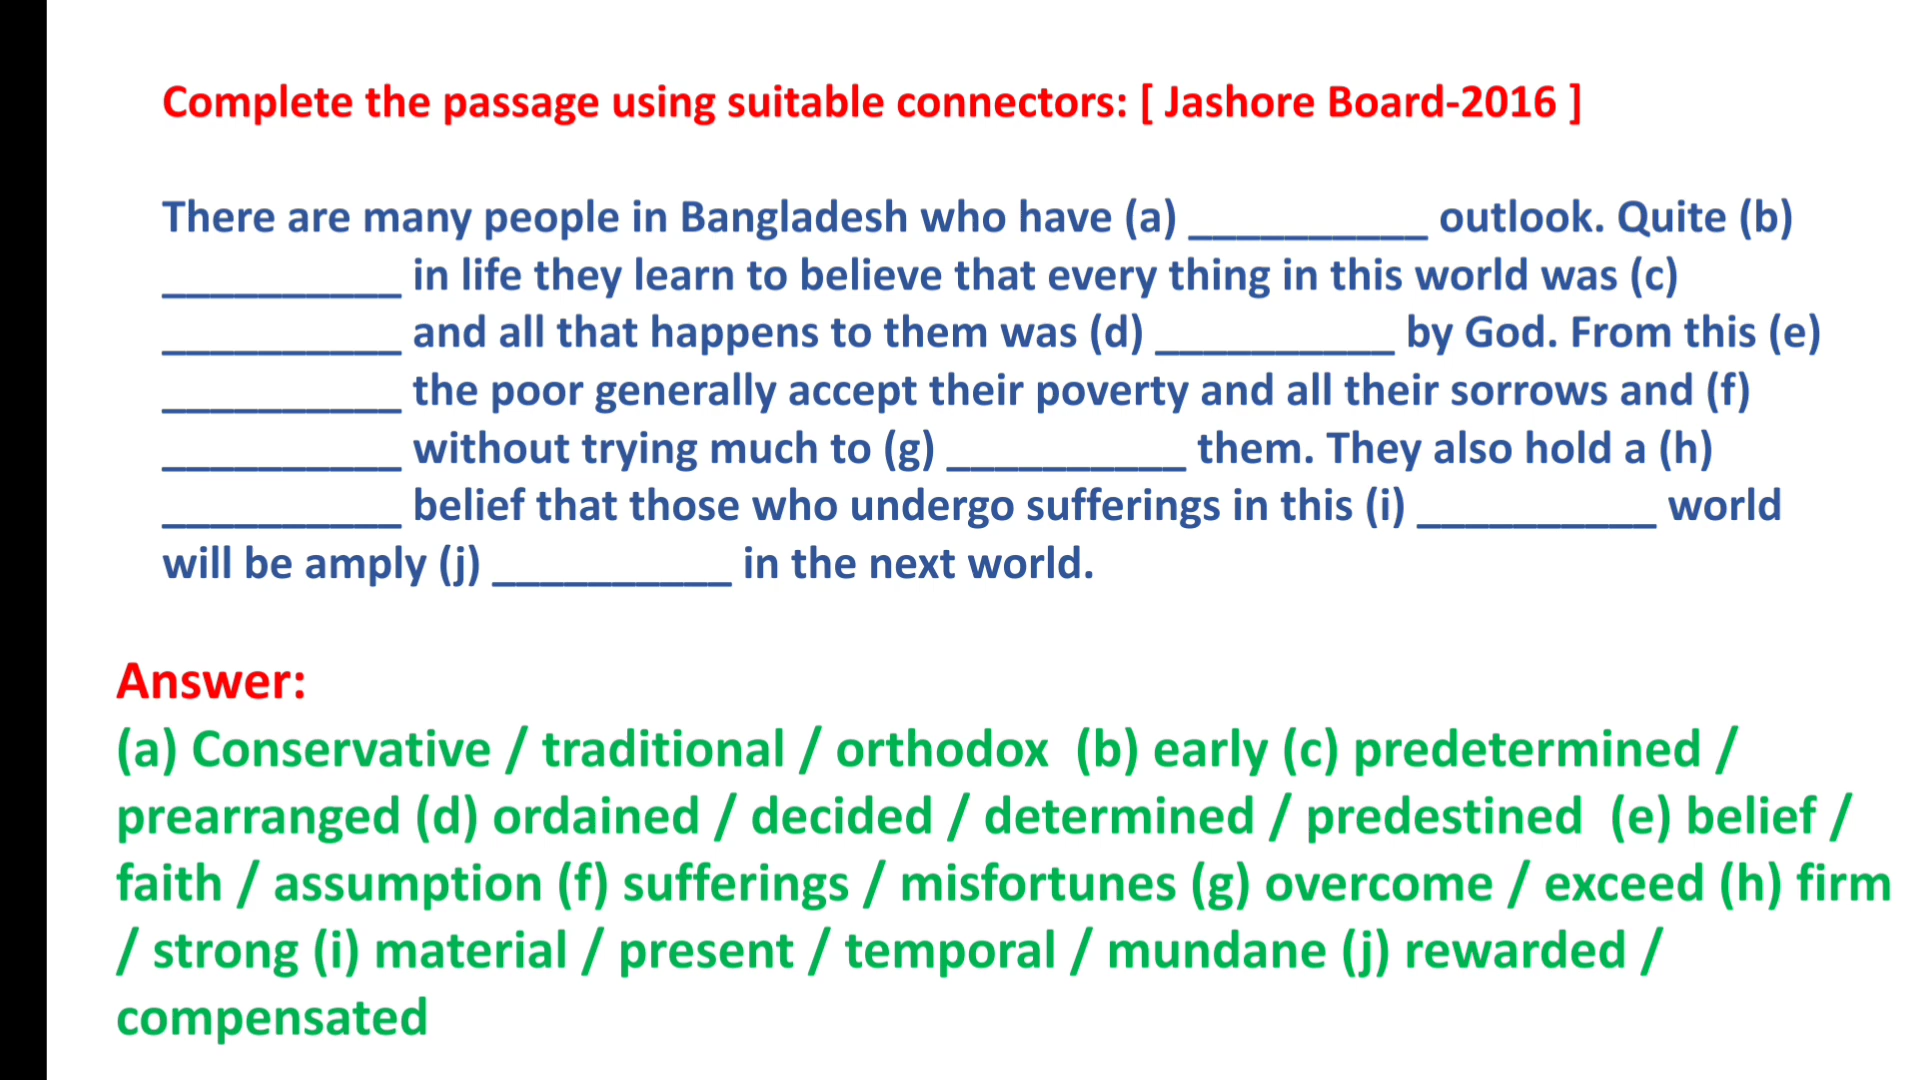 Complete the passage using suitable connectors: [ Jashore Board-2016 ]
There are many people in Bangladesh who have (a) __________ outlook. Quite (b)
__________ in life they learn to believe that every thing in this world was (c)
__________ and all that happens to them was (d) __________ by God. From this (e)
__________ the poor generally accept their poverty and all their sorrows and (f)
__________ without trying much to (g) __________ them. They also hold a (h)
__________ belief that those who undergo sufferings in this (i) __________ world
will be amply (j) __________ in the next world.
Answer:
(a) Conservative / traditional / orthodox (b) early (c) predetermined /
prearranged (d) ordained / decided / determined / predestined (e) belief /
faith / assumption (f) sufferings / misfortunes (g) overcome / exceed (h) firm
/ strong (i) material / present / temporal / mundane (j) rewarded /
compensated